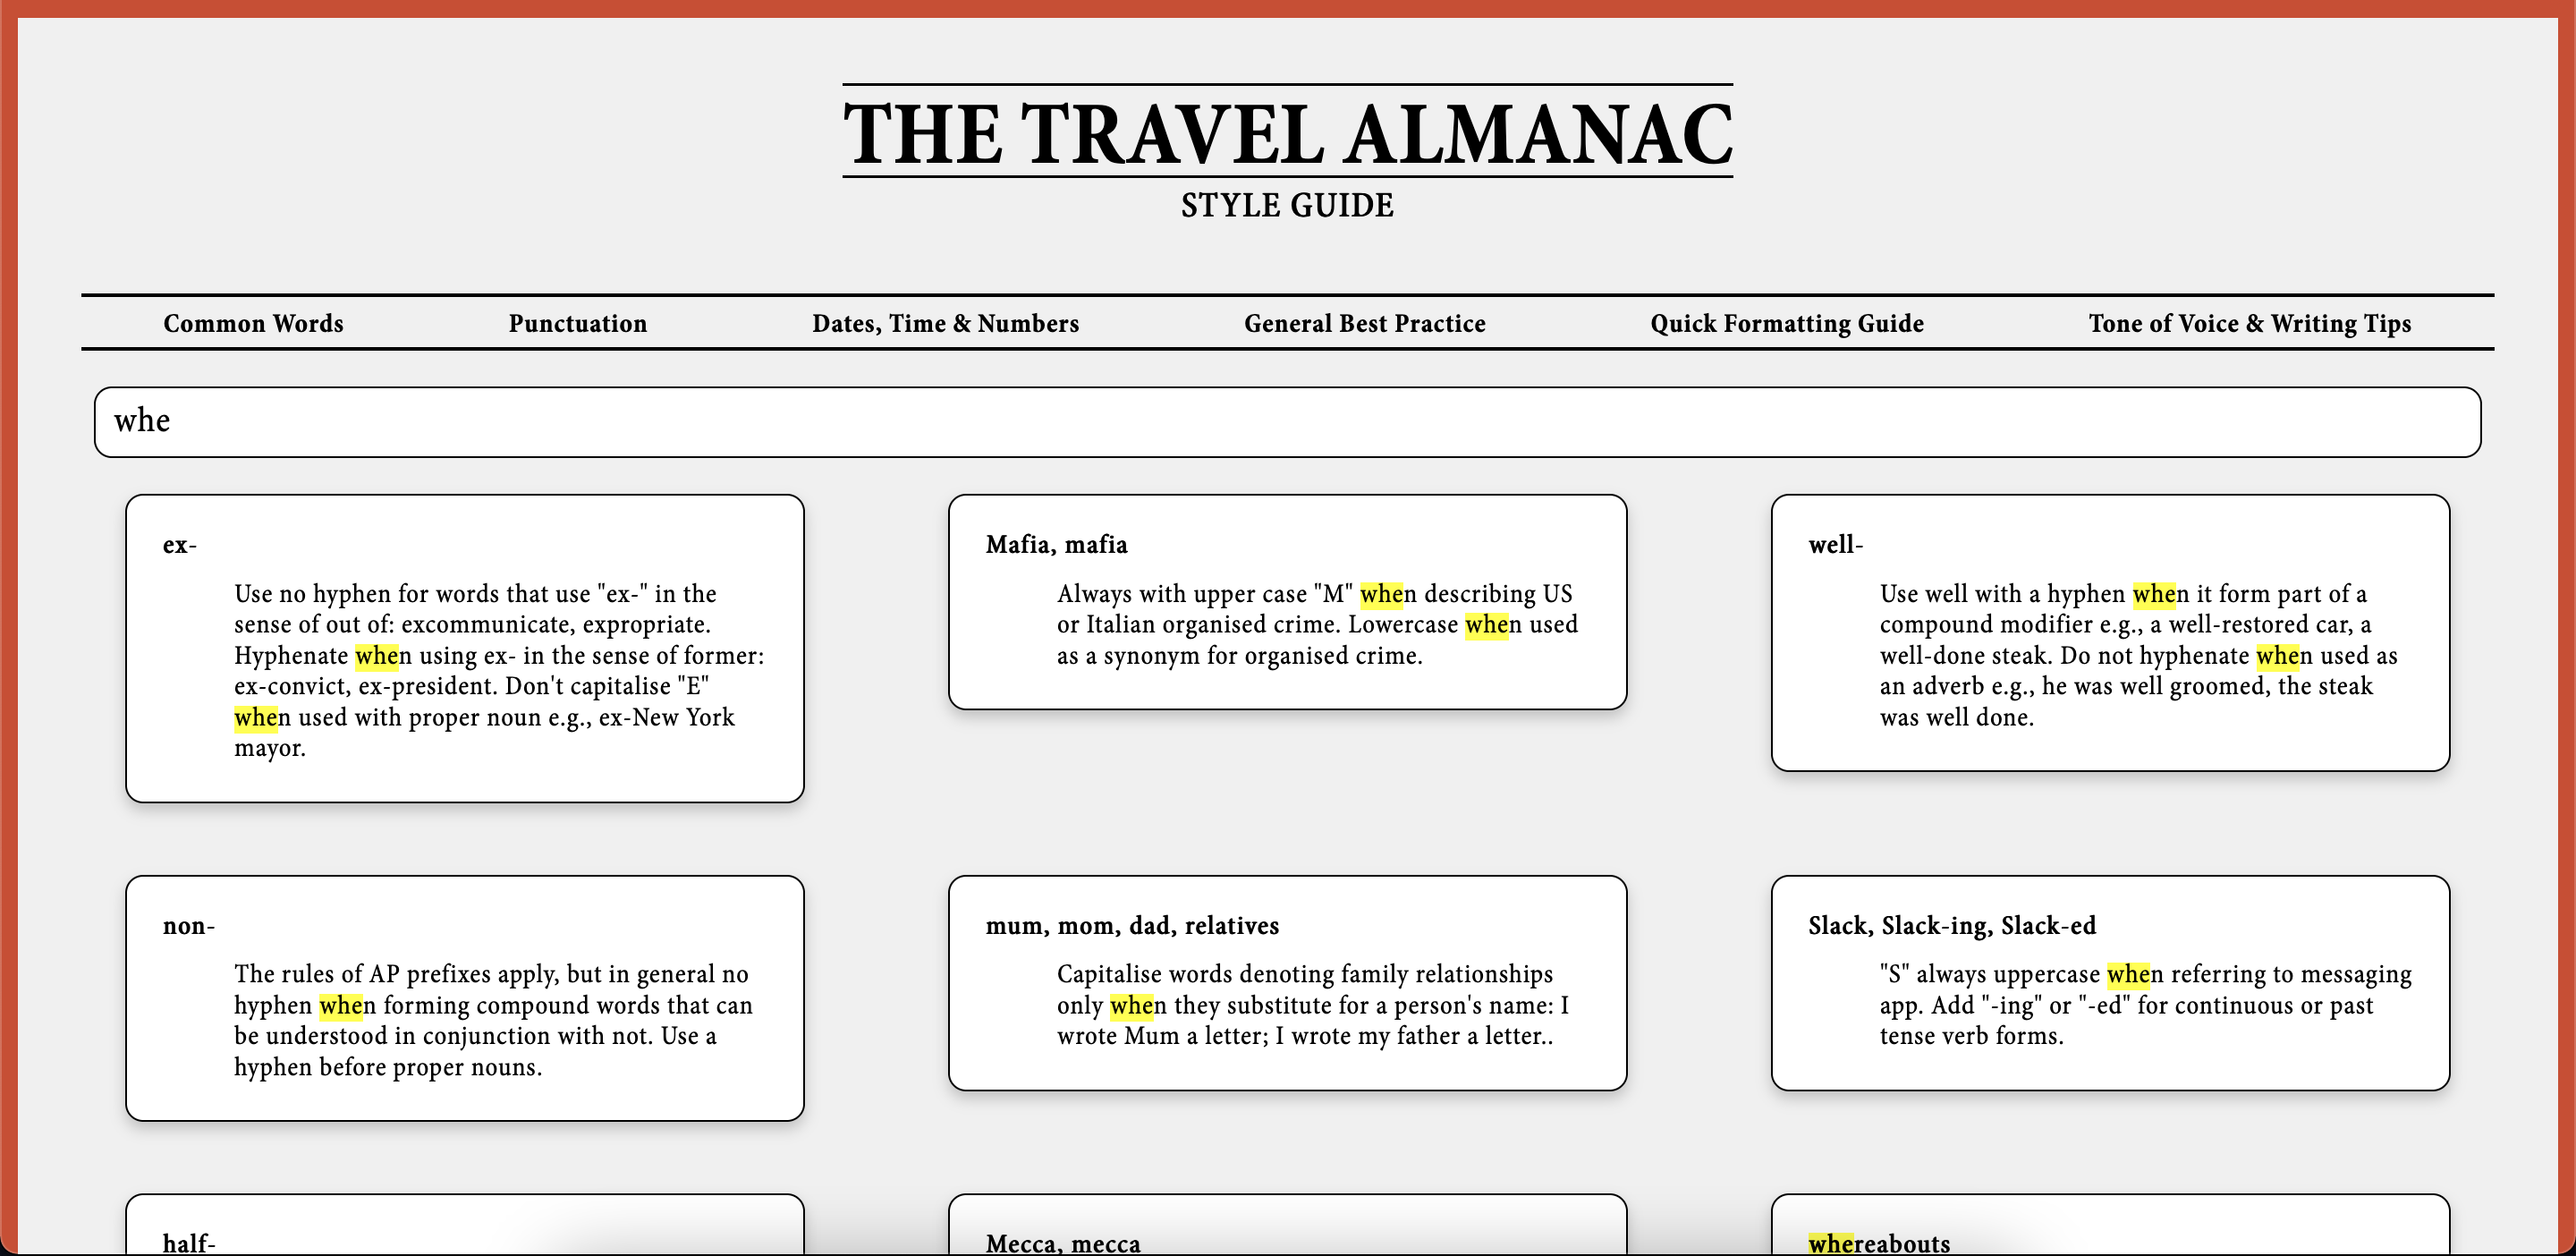 THE TRAVEL ALMANAC
STYLE GUIDE
Common Words
Punctuation
Dates, Time & Numbers
General Best Practice
Quick Formatting Guide
Tone of Voice & Writing Tips
whe
ex-
Use no hyphen for words that use "ex-" in the
sense of out of: excommunicate, expropriate.
Hyphenate when using ex- in the sense of former:
ex-convict, ex-president. Don't capitalise "E"
when used with proper noun e.g., ex-New York
mayor.
Mafia, mafia
Always with upper case "M" when describing US
or Italian organised crime. Lowercase when used
as a synonym for organised crime.
well-
Use well with a hyphen when it form part of a
compound modifier e.g., a well-restored car, a
well-done steak. Do not hyphenate when used as
an adverb e.g., he was well groomed, the steak
was well done.
non-
The rules of AP prefixes apply, but in general no
hyphen when forming compound words that can
be understood in conjunction with not. Use a
hyphen before proper nouns.
mum, mom, dad, relatives
Capitalise words denoting family relationships
only when they substitute for a person's name: I
wrote Mum a letter; I wrote my father a letter..
Slack, Slack-ing, Slack-ed
"S" always uppercase when referring to messaging
app. Add "-ing" or "-ed" for continuous or past
tense verb forms.
half-
Mecca, mecca
whereabouts